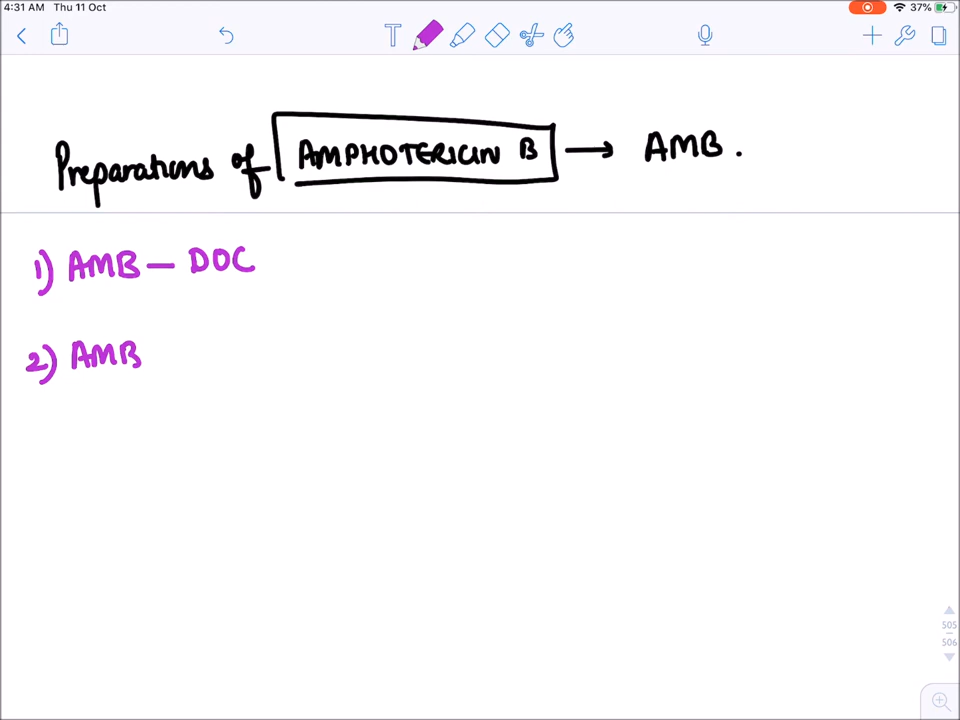 4:31 AM Thu 11 Oct 37%
T
Preparations of AMPHOTERICIN B → AMB.
1) AMB – DOC
2) AMB
505
506